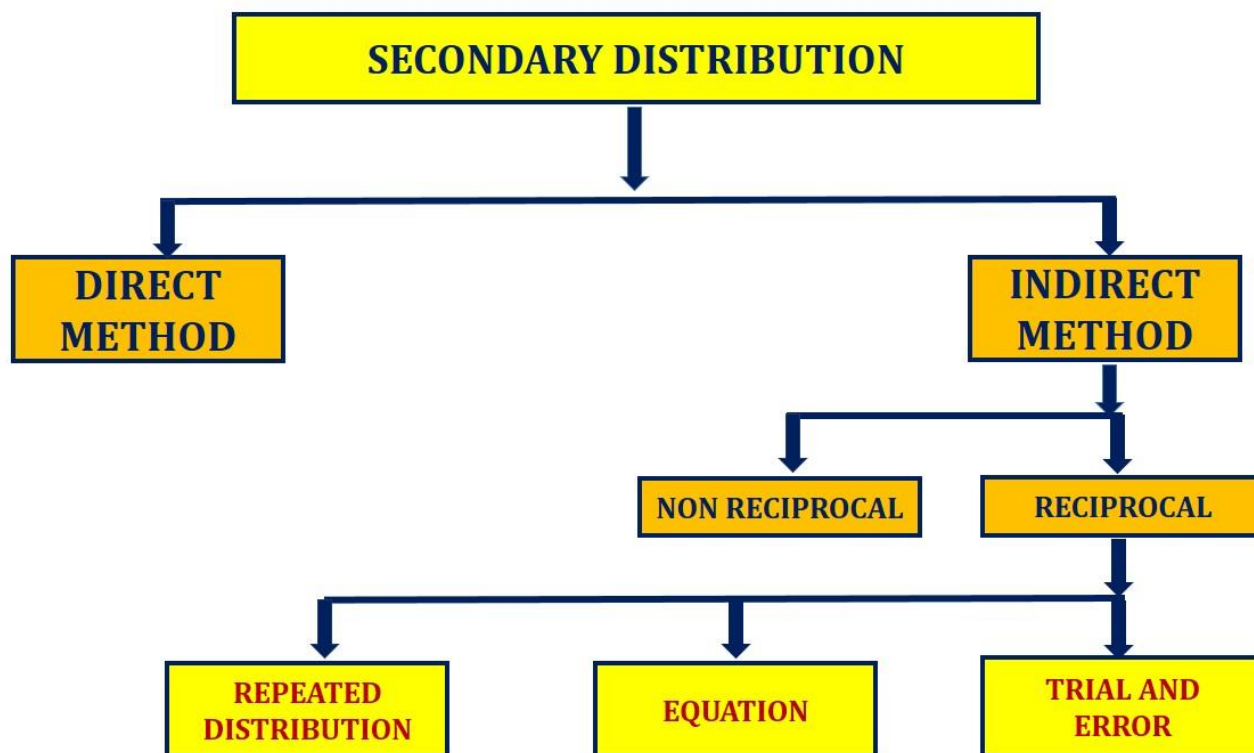 SECONDARY DISTRIBUTION
DIRECT
METHOD
INDIRECT
METHOD
NON RECIPROCAL
RECIPROCAL
REPEATED
DISTRIBUTION
EQUATION
TRIAL AND
ERROR